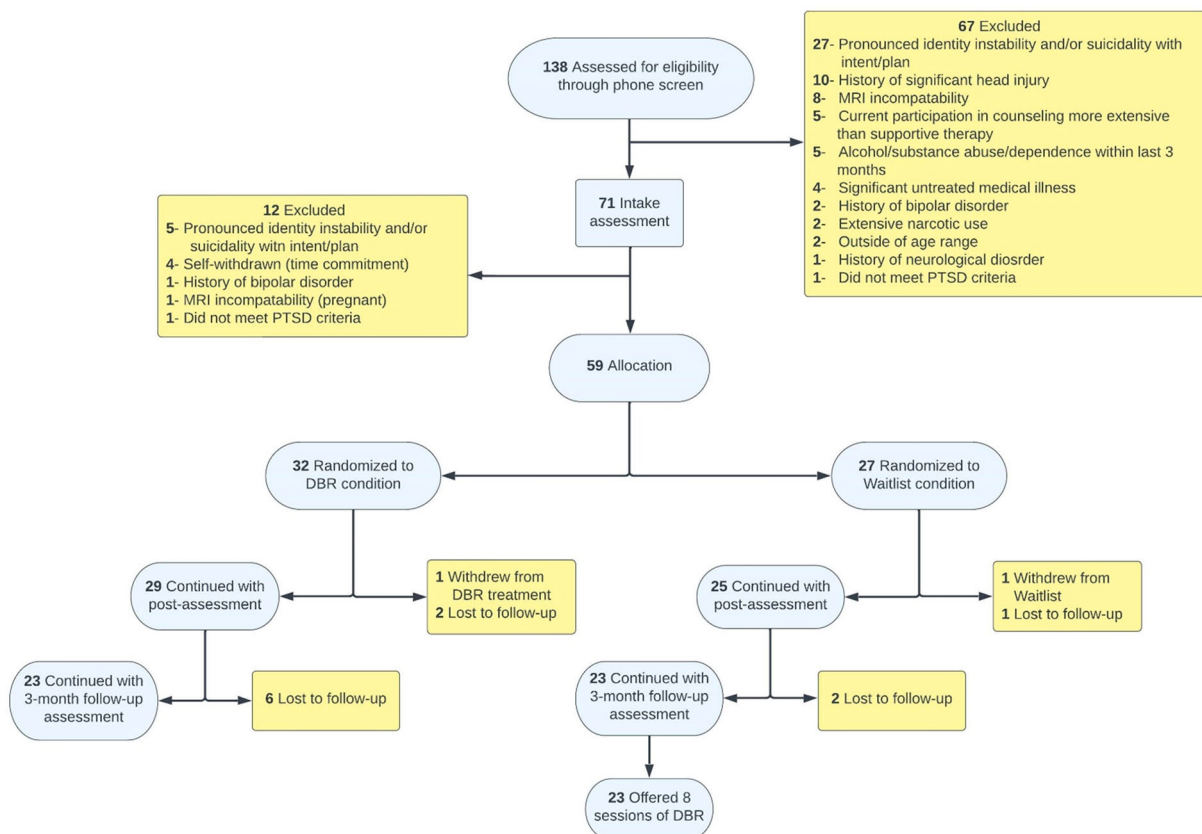 138 Assessed for eligibility
through phone screen
67 Excluded
27- Pronounced identity instability and/or suicidality with
intent/plan
10- History of significant head injury
8- MRI incompatability
5- Current participation in counseling more extensive
than supportive therapy
5- Alcohol/substance abuse/dependence within last 3
months
4- Significant untreated medical illness
2- History of bipolar disorder
2- Extensive narcotic use
2- Outside of age range
1- History of neurological diosrder
1- Did not meet PTSD criteria
71 Intake
assessment
12 Excluded
5- Pronounced identity instability and/or
suicidality with intent/plan
4- Self-withdrawn (time commitment)
1- History of bipolar disorder
1- MRI incompatability (pregnant)
1- Did not meet PTSD criteria
59 Allocation
32 Randomized to
DBR condition
27 Randomized to
Waitlist condition
29 Continued with
post-assessment
1 Withdrew from
DBR treatment
2 Lost to follow-up
25 Continued with
post-assessment
1 Withdrew from
Waitlist
1 Lost to follow-up
23 Continued with
3-month follow-up
assessment
6 Lost to follow-up
23 Continued with
3-month follow-up
assessment
2 Lost to follow-up
23 Offered 8
sessions of DBR